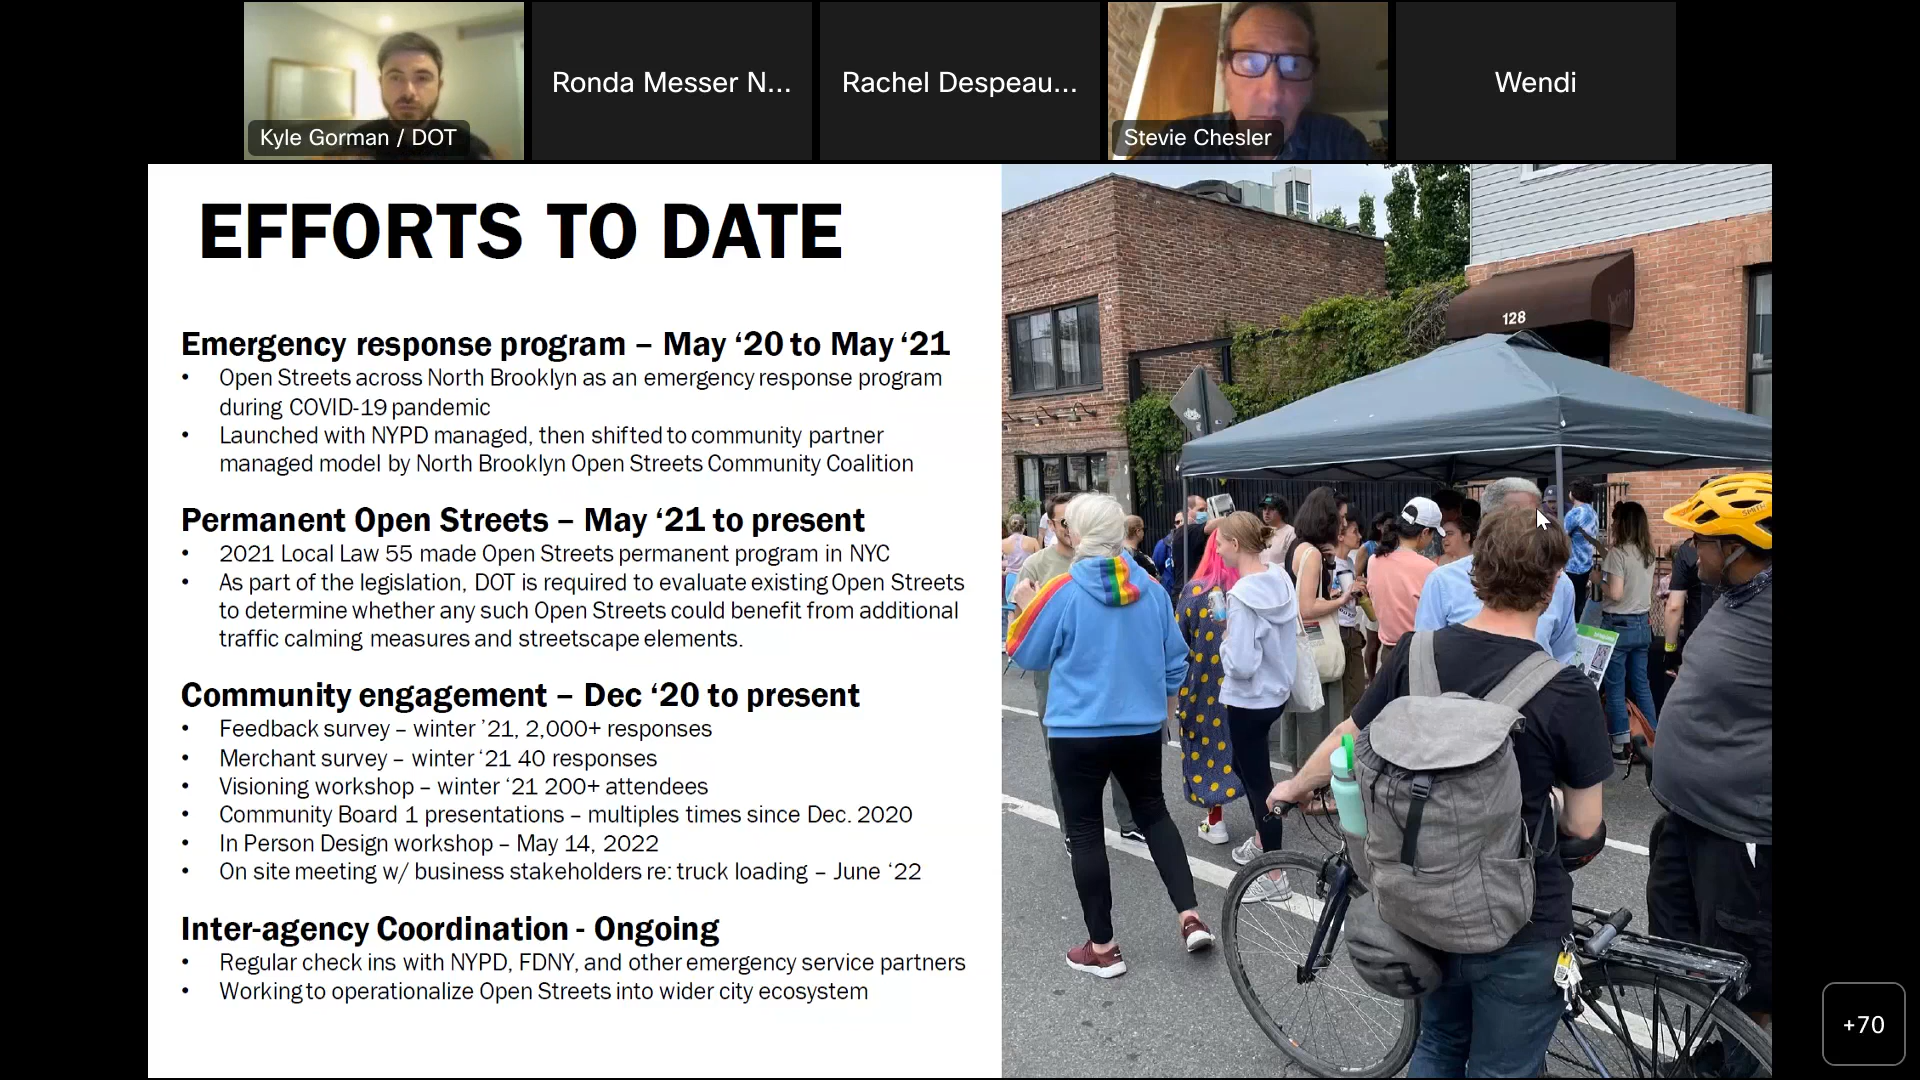 Kyle Gorman / DOT
Ronda Messer N...
Rachel Despeau...
Stevie Chesler
Wendi
EFFORTS TO DATE
Emergency response program – May ‘20 to May ‘21
• Open Streets across North Brooklyn as an emergency response program
during COVID-19 pandemic
• Launched with NYPD managed, then shifted to community partner
managed model by North Brooklyn Open Streets Community Coalition
Permanent Open Streets – May ‘21 to present
• 2021 Local Law 55 made Open Streets permanent program in NYC
• As part of the legislation, DOT is required to evaluate existing Open Streets
to determine whether any such Open Streets could benefit from additional
traffic calming measures and streetscape elements.
Community engagement – Dec ‘20 to present
• Feedback survey – winter ’21, 2,000+ responses
• Merchant survey – winter ‘21 40 responses
• Visioning workshop – winter ‘21 200+ attendees
• Community Board 1 presentations – multiples times since Dec. 2020
• In Person Design workshop – May 14, 2022
• On site meeting w/ business stakeholders re: truck loading – June ‘22
Inter-agency Coordination - Ongoing
• Regular check ins with NYPD, FDNY, and other emergency service partners
• Working to operationalize Open Streets into wider city ecosystem
128
SMITH
+70